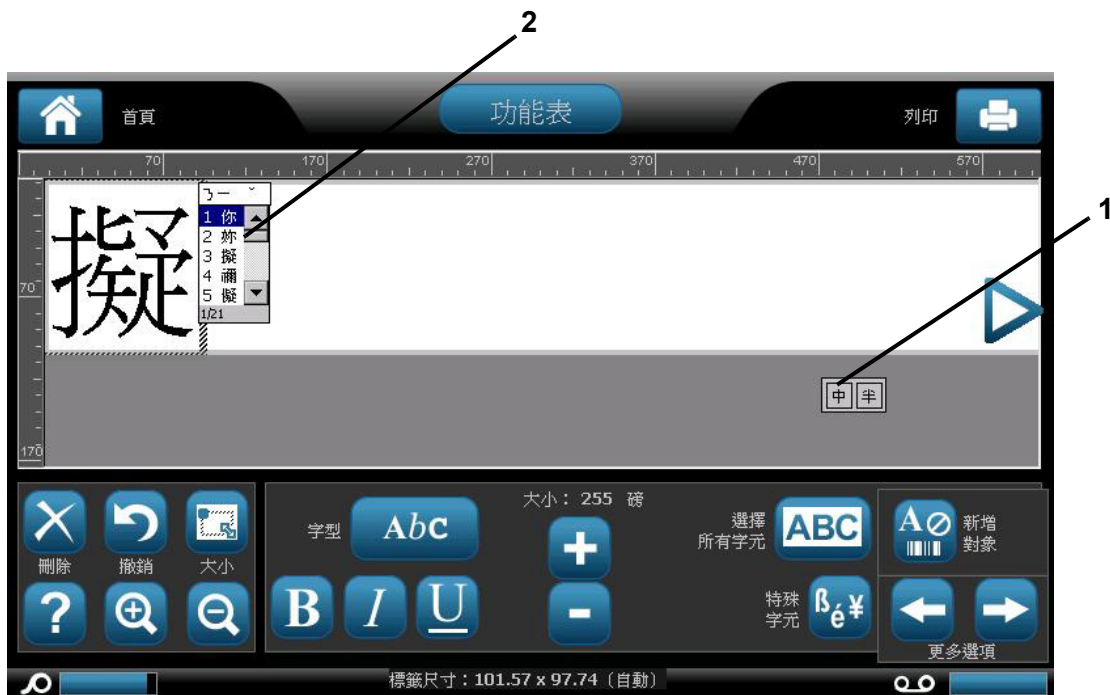 2
首頁
功能表
列印
70 170 270 370 470 570
1
ㄋㄧ ˇ
1 你
2 妳
3 擬
4 禰
5 儗
1/21
擬
70
中 半
170
大小：255 磅
字型 AbC
選擇
所有字元
ABC
A
新增
對象
刪除 撤銷 大小
+
? B I U
-
特殊
字元
ßé¥
更多選項
標籤尺寸：101.57 x 97.74（自動）